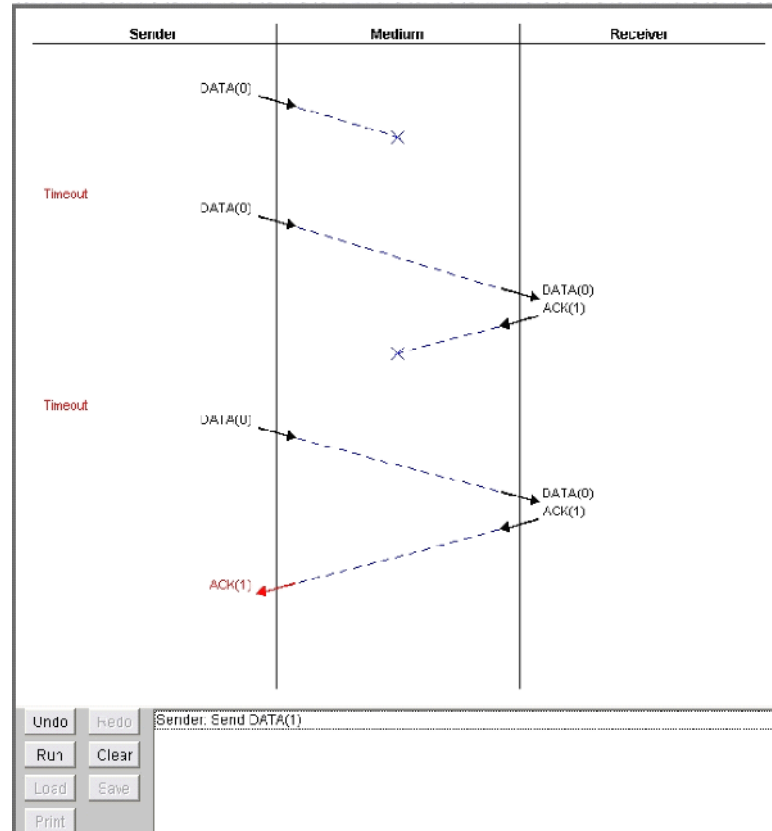 Sender Medium Receiver
DATA(0)
Timeout
DATA(0)
DATA(0)
ACK(1)
Timeout
DATA(0)
DATA(0)
ACK(1)
ACK(1)
Undo Redo Sender: Send DATA(1)
Run Clear
Load Save
Print